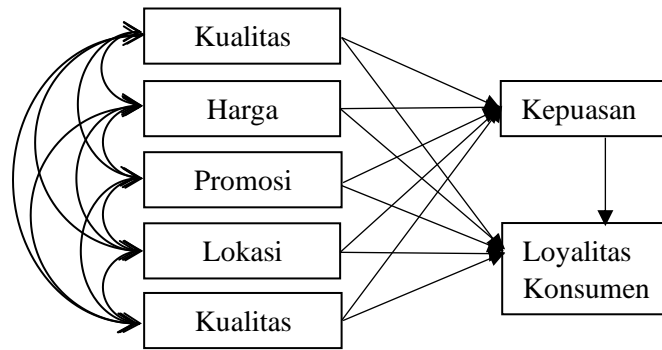 Kualitas
Harga
Kepuasan
Promosi
Lokasi
Loyalitas
Konsumen
Kualitas